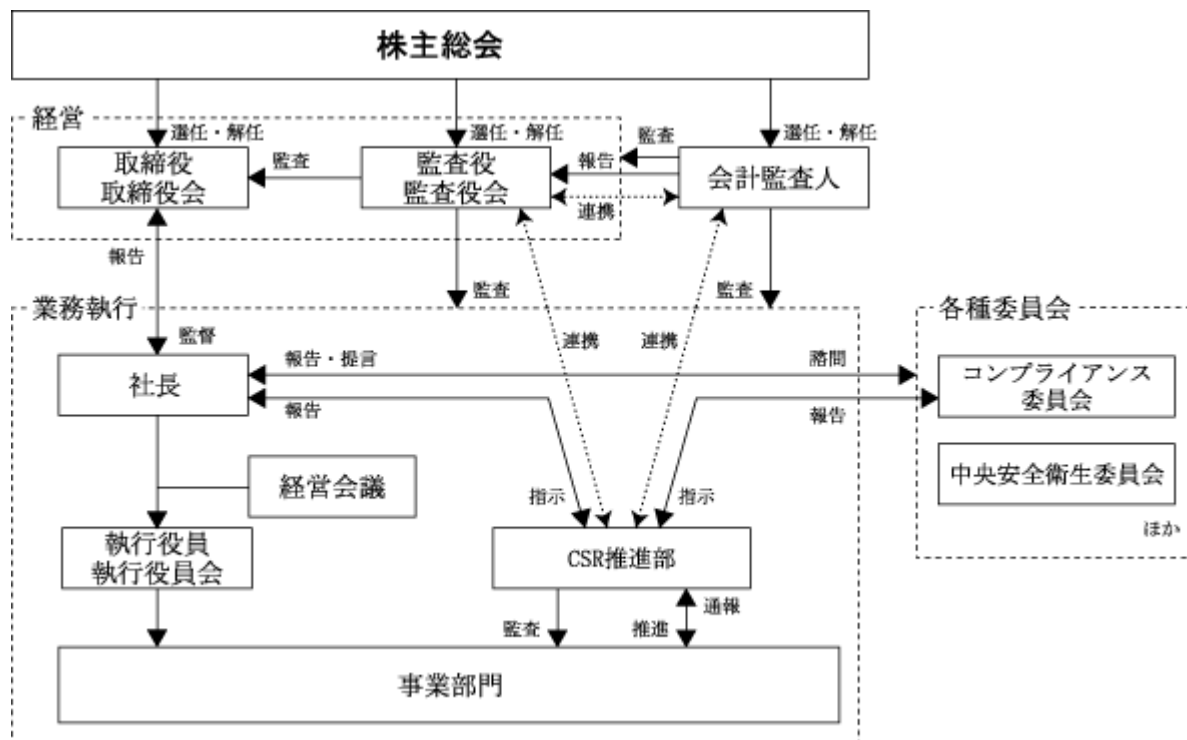 株主総会
経営
選任・解任
選任・解任
選任・解任
取締役
取締役会
監査
監査役
監査役会
報告
監査
会計監査人
連携
報告
監査
監査
業務執行
各種委員会
監督
連携
連携
社長
報告・提言
諮問
コンプライアンス
委員会
報告
報告
経営会議
中央安全衛生委員会
指示
指示
ほか
執行役員
執行役員会
CSR推進部
通報
監査
推進
事業部門